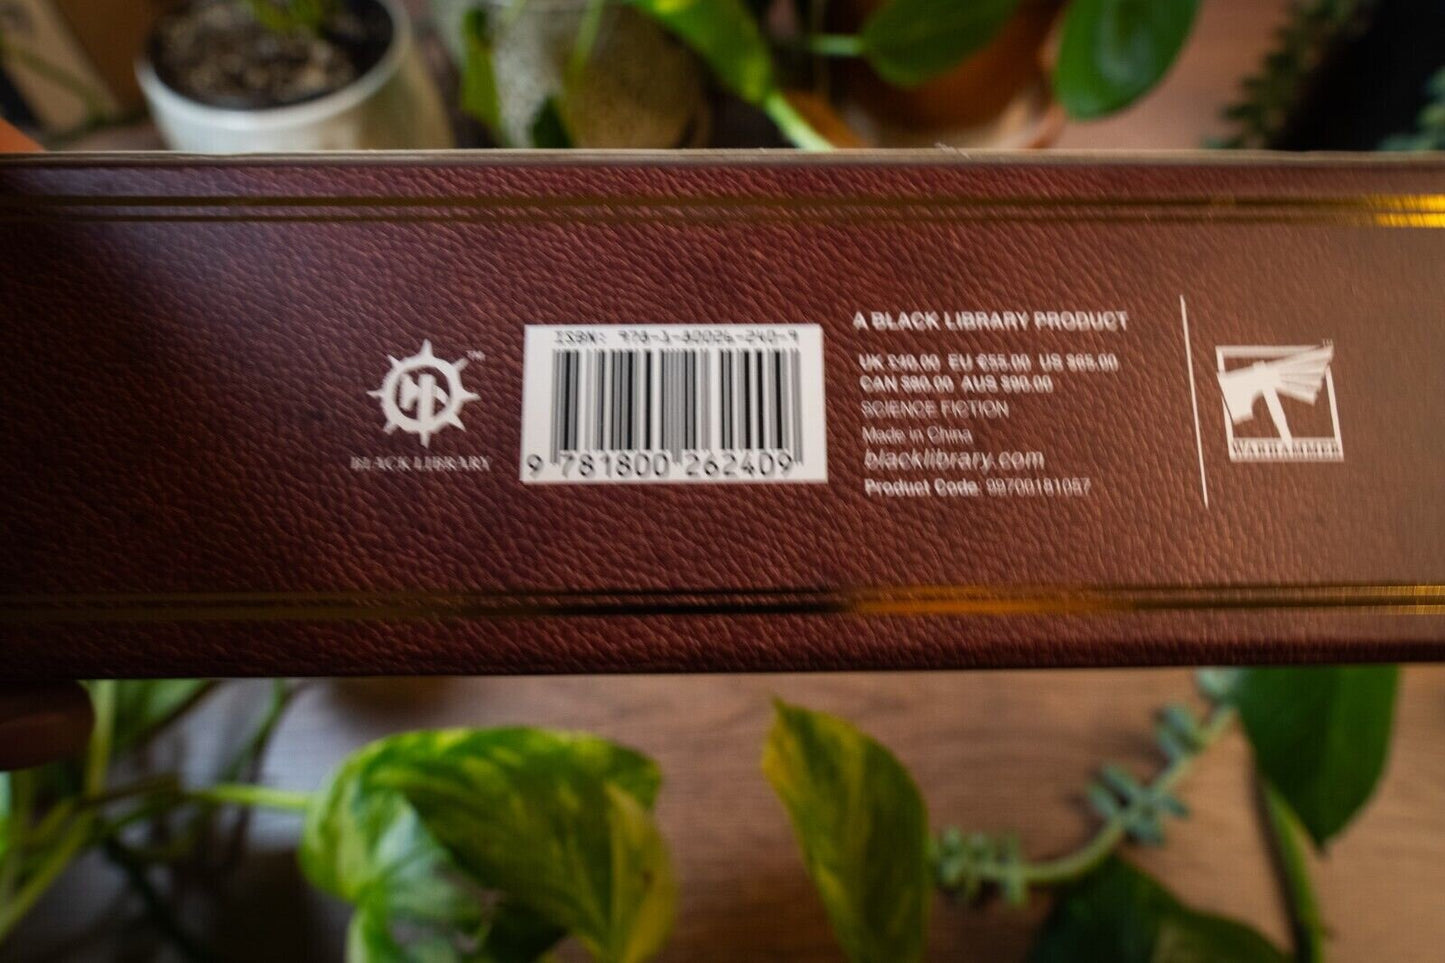 BLACK LIBRARY™
ISBN: 978-1-80026-240-9
9 781800 262409
A BLACK LIBRARY PRODUCT
UK £40.00 EU €55.00 US $65.00
CAN $80.00 AUS $90.00
SCIENCE FICTION
Made in China
blacklibrary.com
Product Code: 99700181057
WARHAMMER